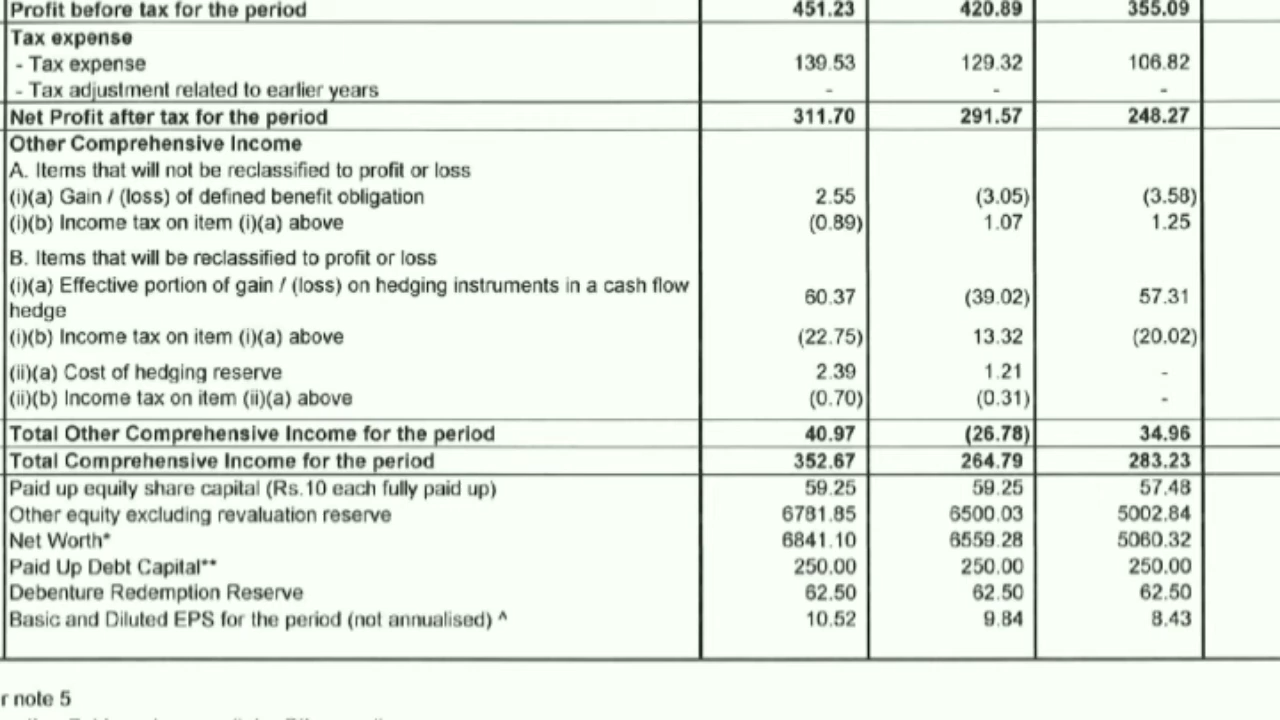 Profit before tax for the period 451.23 420.89 355.09
Tax expense
- Tax expense 139.53 129.32 106.82
- Tax adjustment related to earlier years - - -
Net Profit after tax for the period 311.70 291.57 248.27
Other Comprehensive Income
A. Items that will not be reclassified to profit or loss
(i)(a) Gain / (loss) of defined benefit obligation 2.55 (3.05) (3.58)
(i)(b) Income tax on item (i)(a) above (0.89) 1.07 1.25
B. Items that will be reclassified to profit or loss
(i)(a) Effective portion of gain / (loss) on hedging instruments in a cash flow
hedge 60.37 (39.02) 57.31
(i)(b) Income tax on item (i)(a) above (22.75) 13.32 (20.02)
(ii)(a) Cost of hedging reserve 2.39 1.21 -
(ii)(b) Income tax on item (ii)(a) above (0.70) (0.31) -
Total Other Comprehensive Income for the period 40.97 (26.78) 34.96
Total Comprehensive Income for the period 352.67 264.79 283.23
Paid up equity share capital (Rs.10 each fully paid up) 59.25 59.25 57.48
Other equity excluding revaluation reserve 6781.85 6500.03 5002.84
Net Worth* 6841.10 6559.28 5060.32
Paid Up Debt Capital** 250.00 250.00 250.00
Debenture Redemption Reserve 62.50 62.50 62.50
Basic and Diluted EPS for the period (not annualised) ^ 10.52 9.84 8.43
r note 5